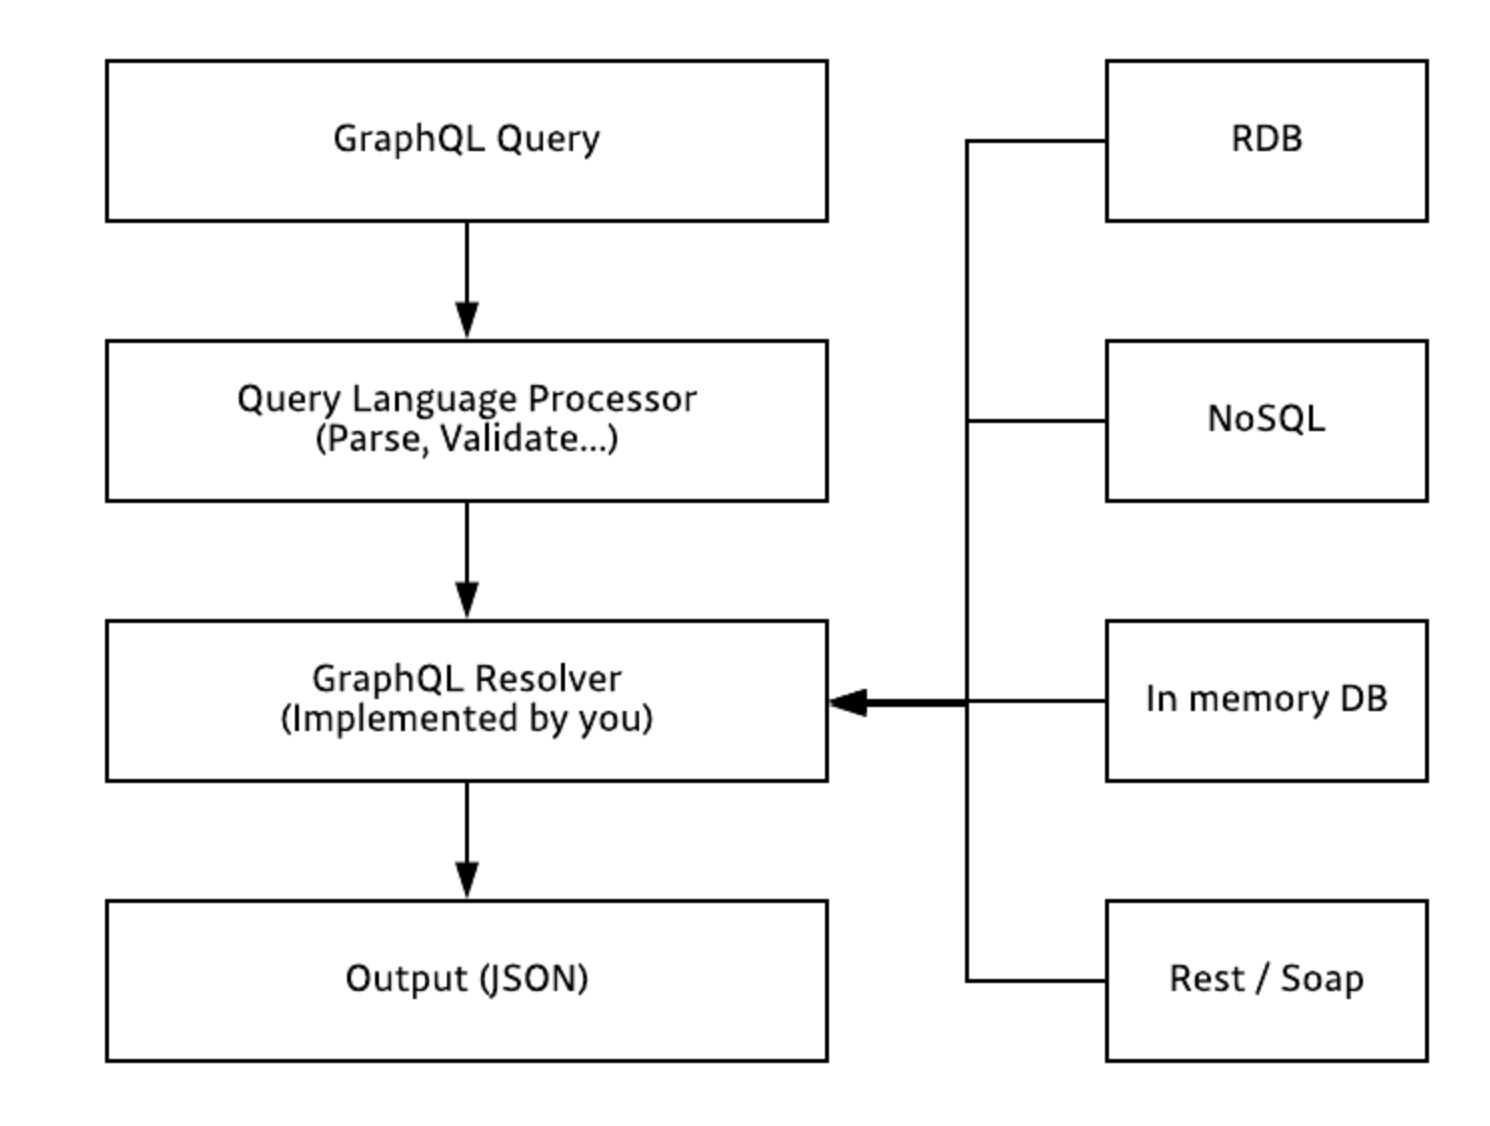 GraphQL Query
Query Language Processor
(Parse, Validate...)
GraphQL Resolver
(Implemented by you)
Output (JSON)
RDB
NoSQL
In memory DB
Rest / Soap